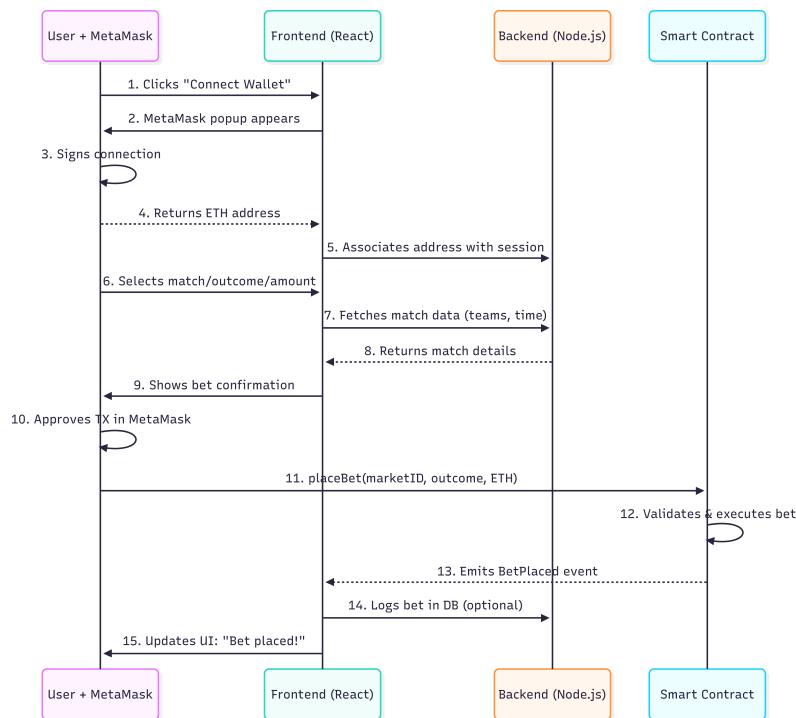 User + MetaMask
Frontend (React)
Backend (Node.js)
Smart Contract
1. Clicks "Connect Wallet"
2. MetaMask popup appears
3. Signs connection
4. Returns ETH address
5. Associates address with session
6. Selects match/outcome/amount
7. Fetches match data (teams, time)
8. Returns match details
9. Shows bet confirmation
10. Approves TX in MetaMask
11. placeBet(marketID, outcome, ETH)
12. Validates & executes bet
13. Emits BetPlaced event
14. Logs bet in DB (optional)
15. Updates UI: "Bet placed!"
User + MetaMask
Frontend (React)
Backend (Node.js)
Smart Contract